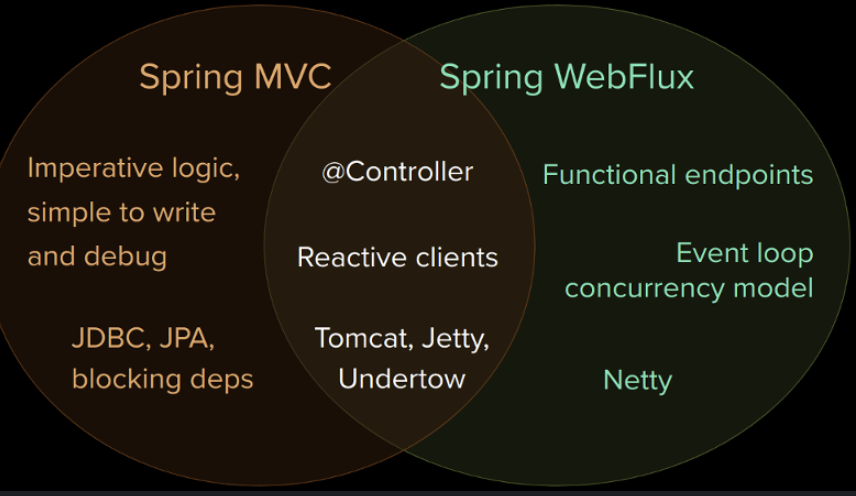 Spring MVC
Imperative logic,
simple to write
and debug
JDBC, JPA,
blocking deps
@Controller
Reactive clients
Tomcat, Jetty,
Undertow
Spring WebFlux
Functional endpoints
Event loop
concurrency model
Netty